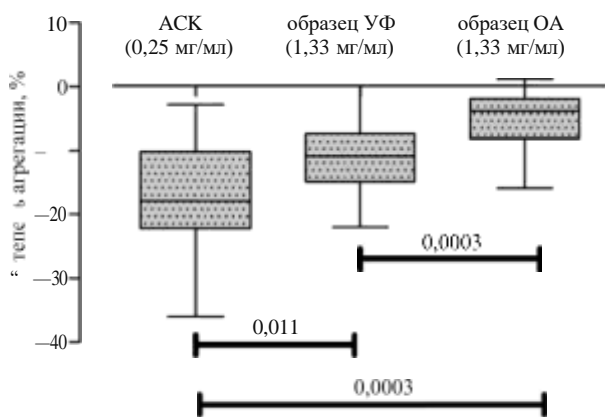 10
АСК
(0,25 мг/мл)
образец УФ
(1,33 мг/мл)
образец ОА
(1,33 мг/мл)
0
–20
–30
–40
агрегации, %
0,0003
0,011
0,0003